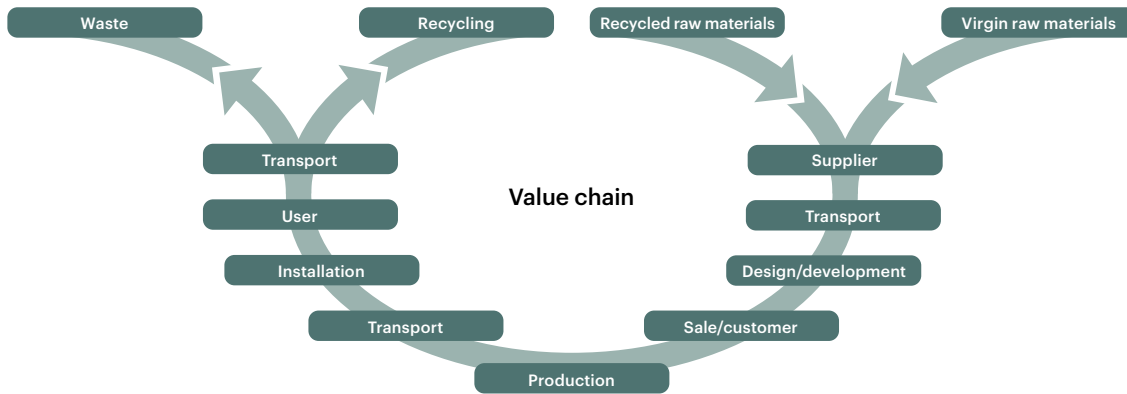 Waste
Recycling
Recycled raw materials
Virgin raw materials
Transport
Supplier
Value chain
User
Transport
Installation
Design/development
Transport
Sale/customer
Production